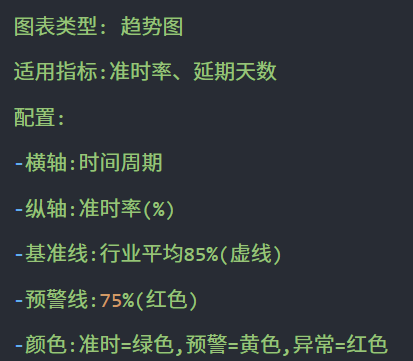 图表类型: 趋势图
适用指标:准时率、延期天数
配置:
-横轴:时间周期
-纵轴:准时率(%)
-基准线:行业平均85%(虚线)
-预警线:75%(红色)
-颜色:准时=绿色,预警=黄色,异常=红色